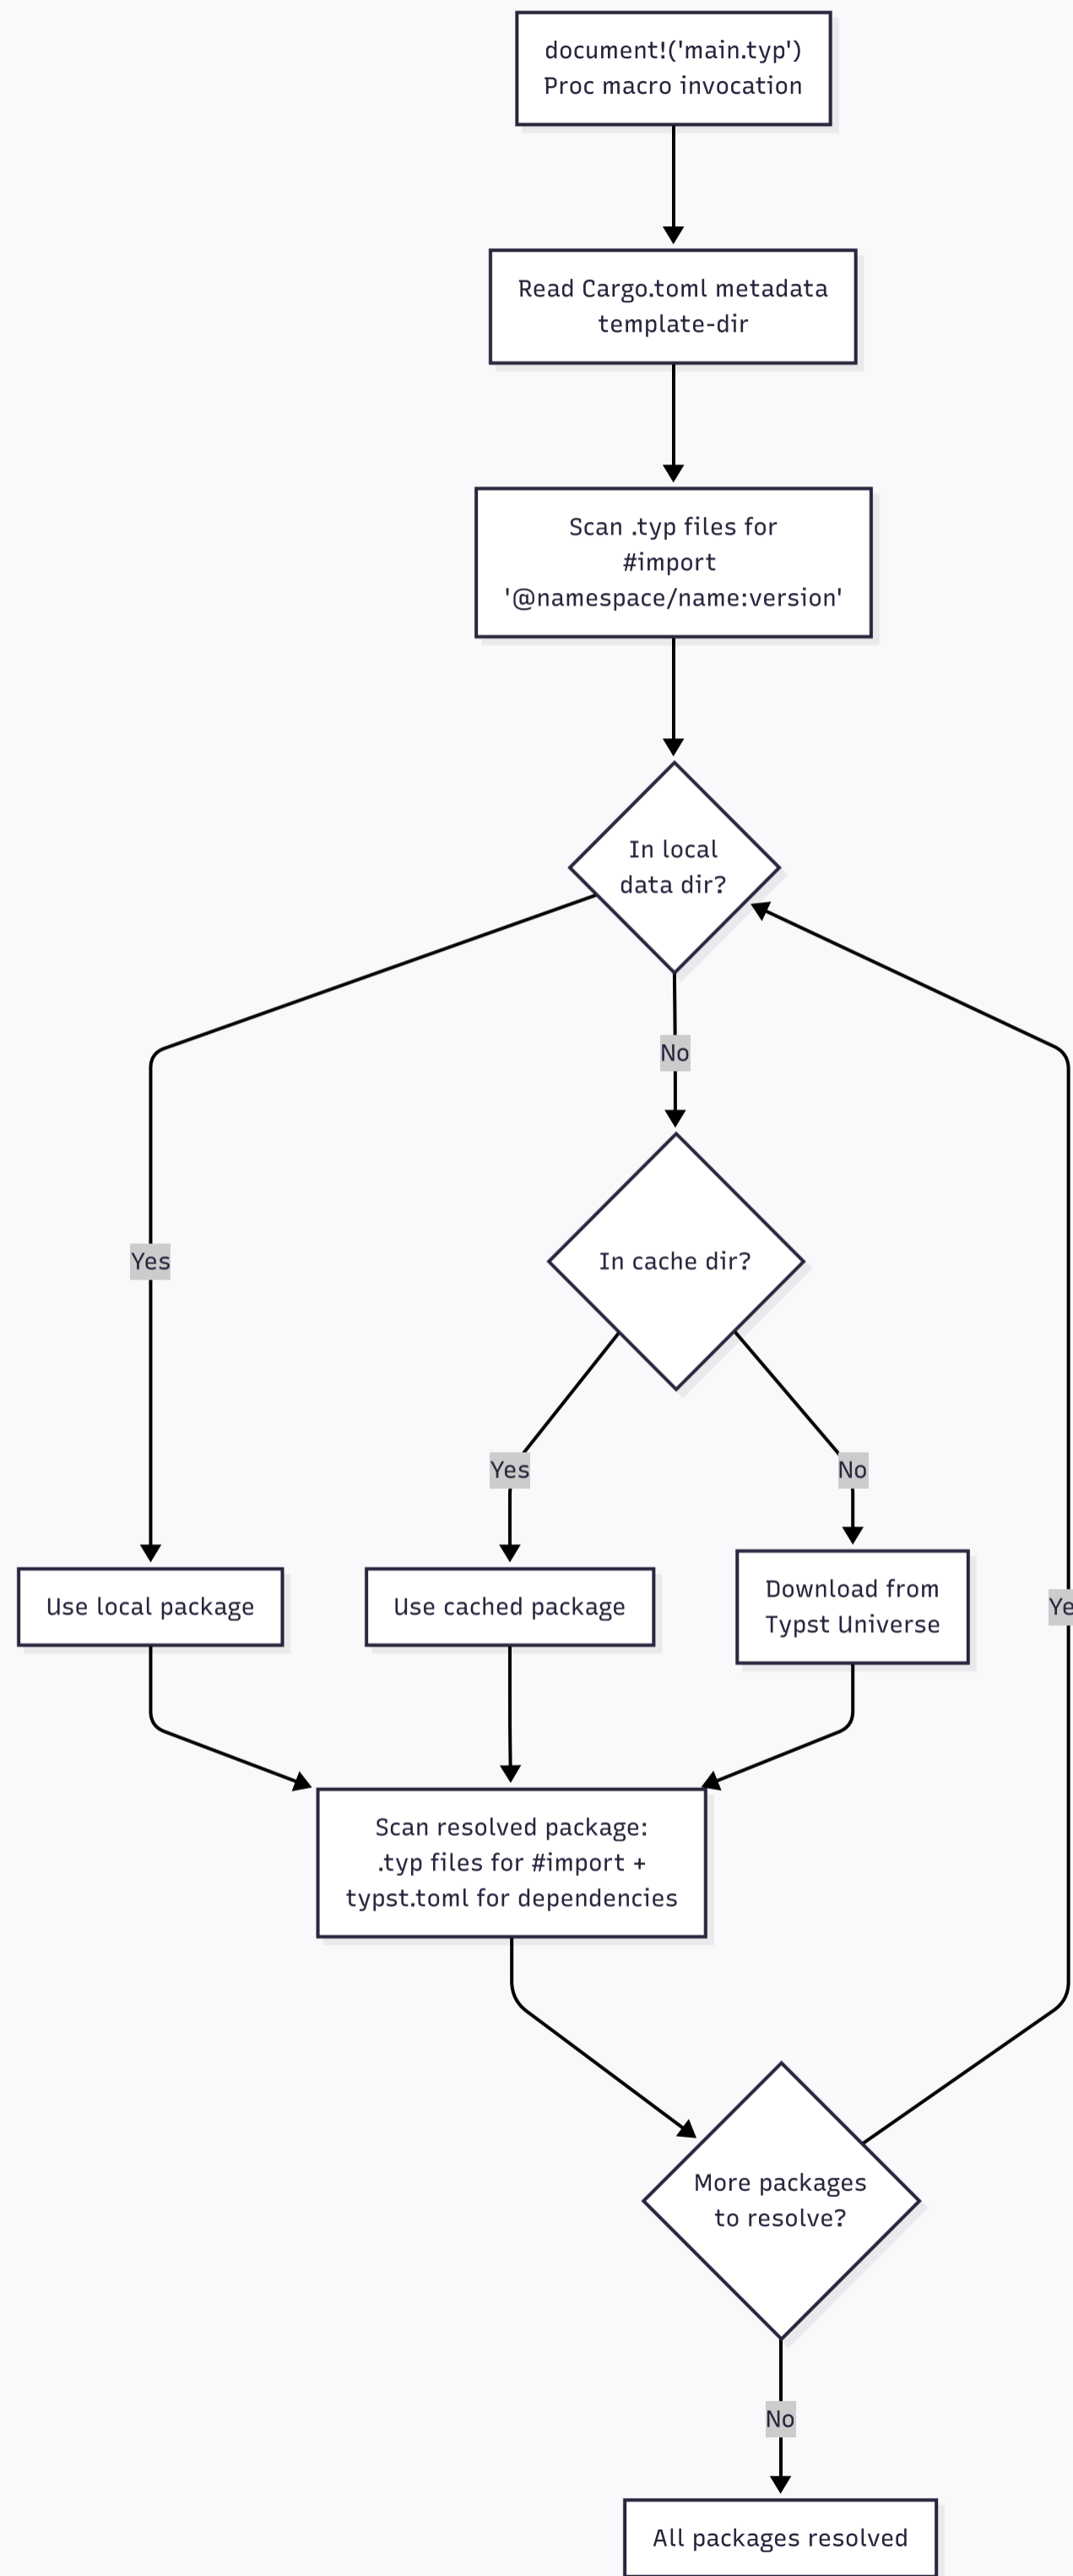 document!('main.typ')
Proc macro invocation
Read Cargo.toml metadata
template-dir
Scan .typ files for
#import
'@namespace/name:version'
In local
data dir?
No
Yes
In cache dir?
Yes
No
Use local package
Use cached package
Download from
Typst Universe
Ye
Scan resolved package:
.typ files for #import +
typst.toml for dependencies
More packages
to resolve?
No
All packages resolved